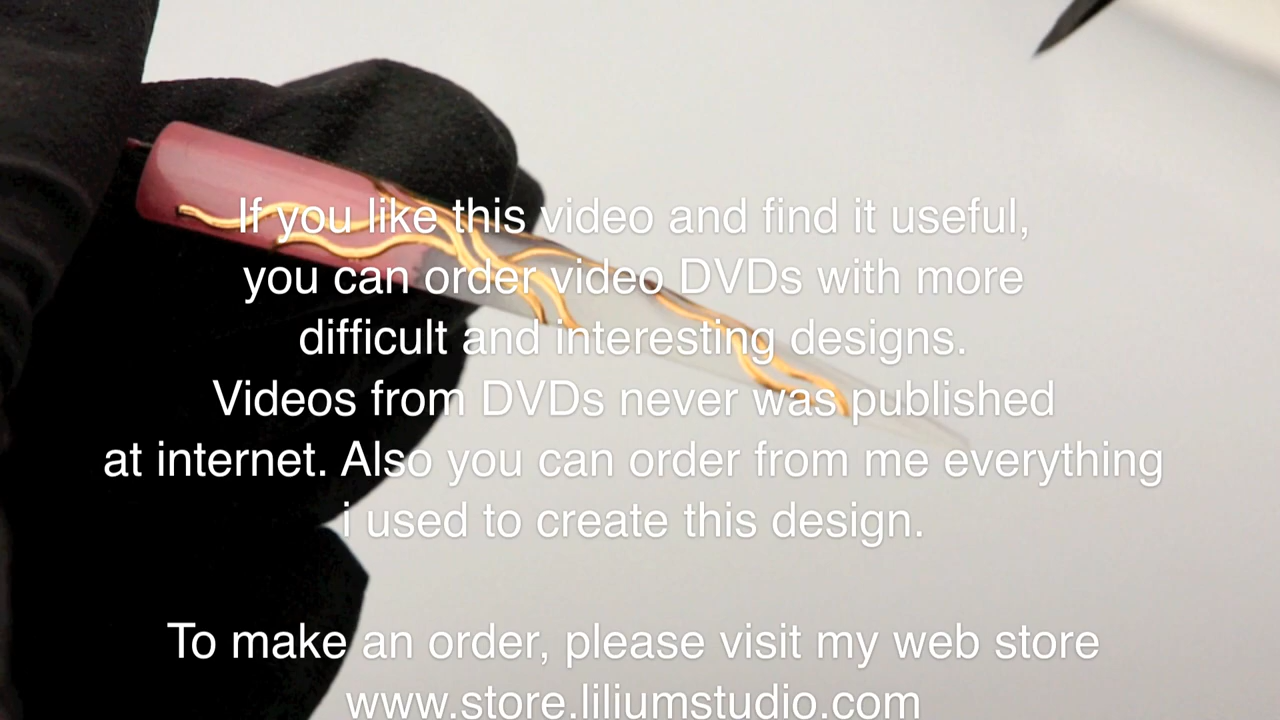 If you like this video and find it useful,
you can order video DVDs with more
difficult and interesting designs.
Videos from DVDs never was published
at internet. Also you can order from me everything
i used to create this design.
To make an order, please visit my web store
www.store.liliumstudio.com